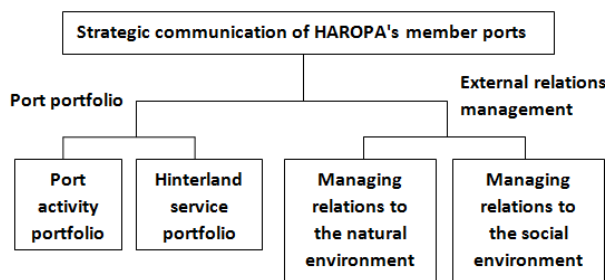 Strategic communication of HAROPA's member ports
Port portfolio
External relations
management
Port
activity
portfolio
Hinterland
service
portfolio
Managing
relations to
the natural
environment
Managing
relations to
the social
environment